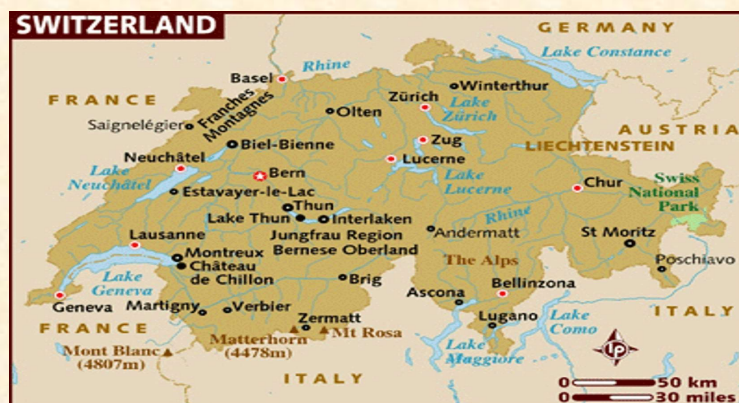 SWITZERLAND
GERMANY
Lake Constance
Rhine
Basel
FRANCE
Franches
Montagnes
Saignelégier
Olten
Zürich
Winterthur
Lake
Zürich
AUSTRIA
LIECHTENSTEIN
Biel-Bienne
Zug
Neuchâtel
Lucerne
Lake
Neuchâtel
Bern
Lake
Lucerne
Chur
Swiss
National
Park
Estavayer-le-Lac
Thun
Rhine
Lake Thun
Interlaken
Lausanne
Jungfrau Region
Bernese Oberland
Andermatt
St Moritz
Montreux
Château
de Chillon
The Alps
Poschiavo
Lake
Geneva
Brig
Bellinzona
Ascona
Geneva
Martigny
Verbier
Zermatt
Lugano
Lake
Como
ITALY
FRANCE
Matterhorn
(4478m)
Mt Rosa
Mont Blanc
(4807m)
Lake
Maggiore
ITALY
lp
0 50 km
0 30 miles